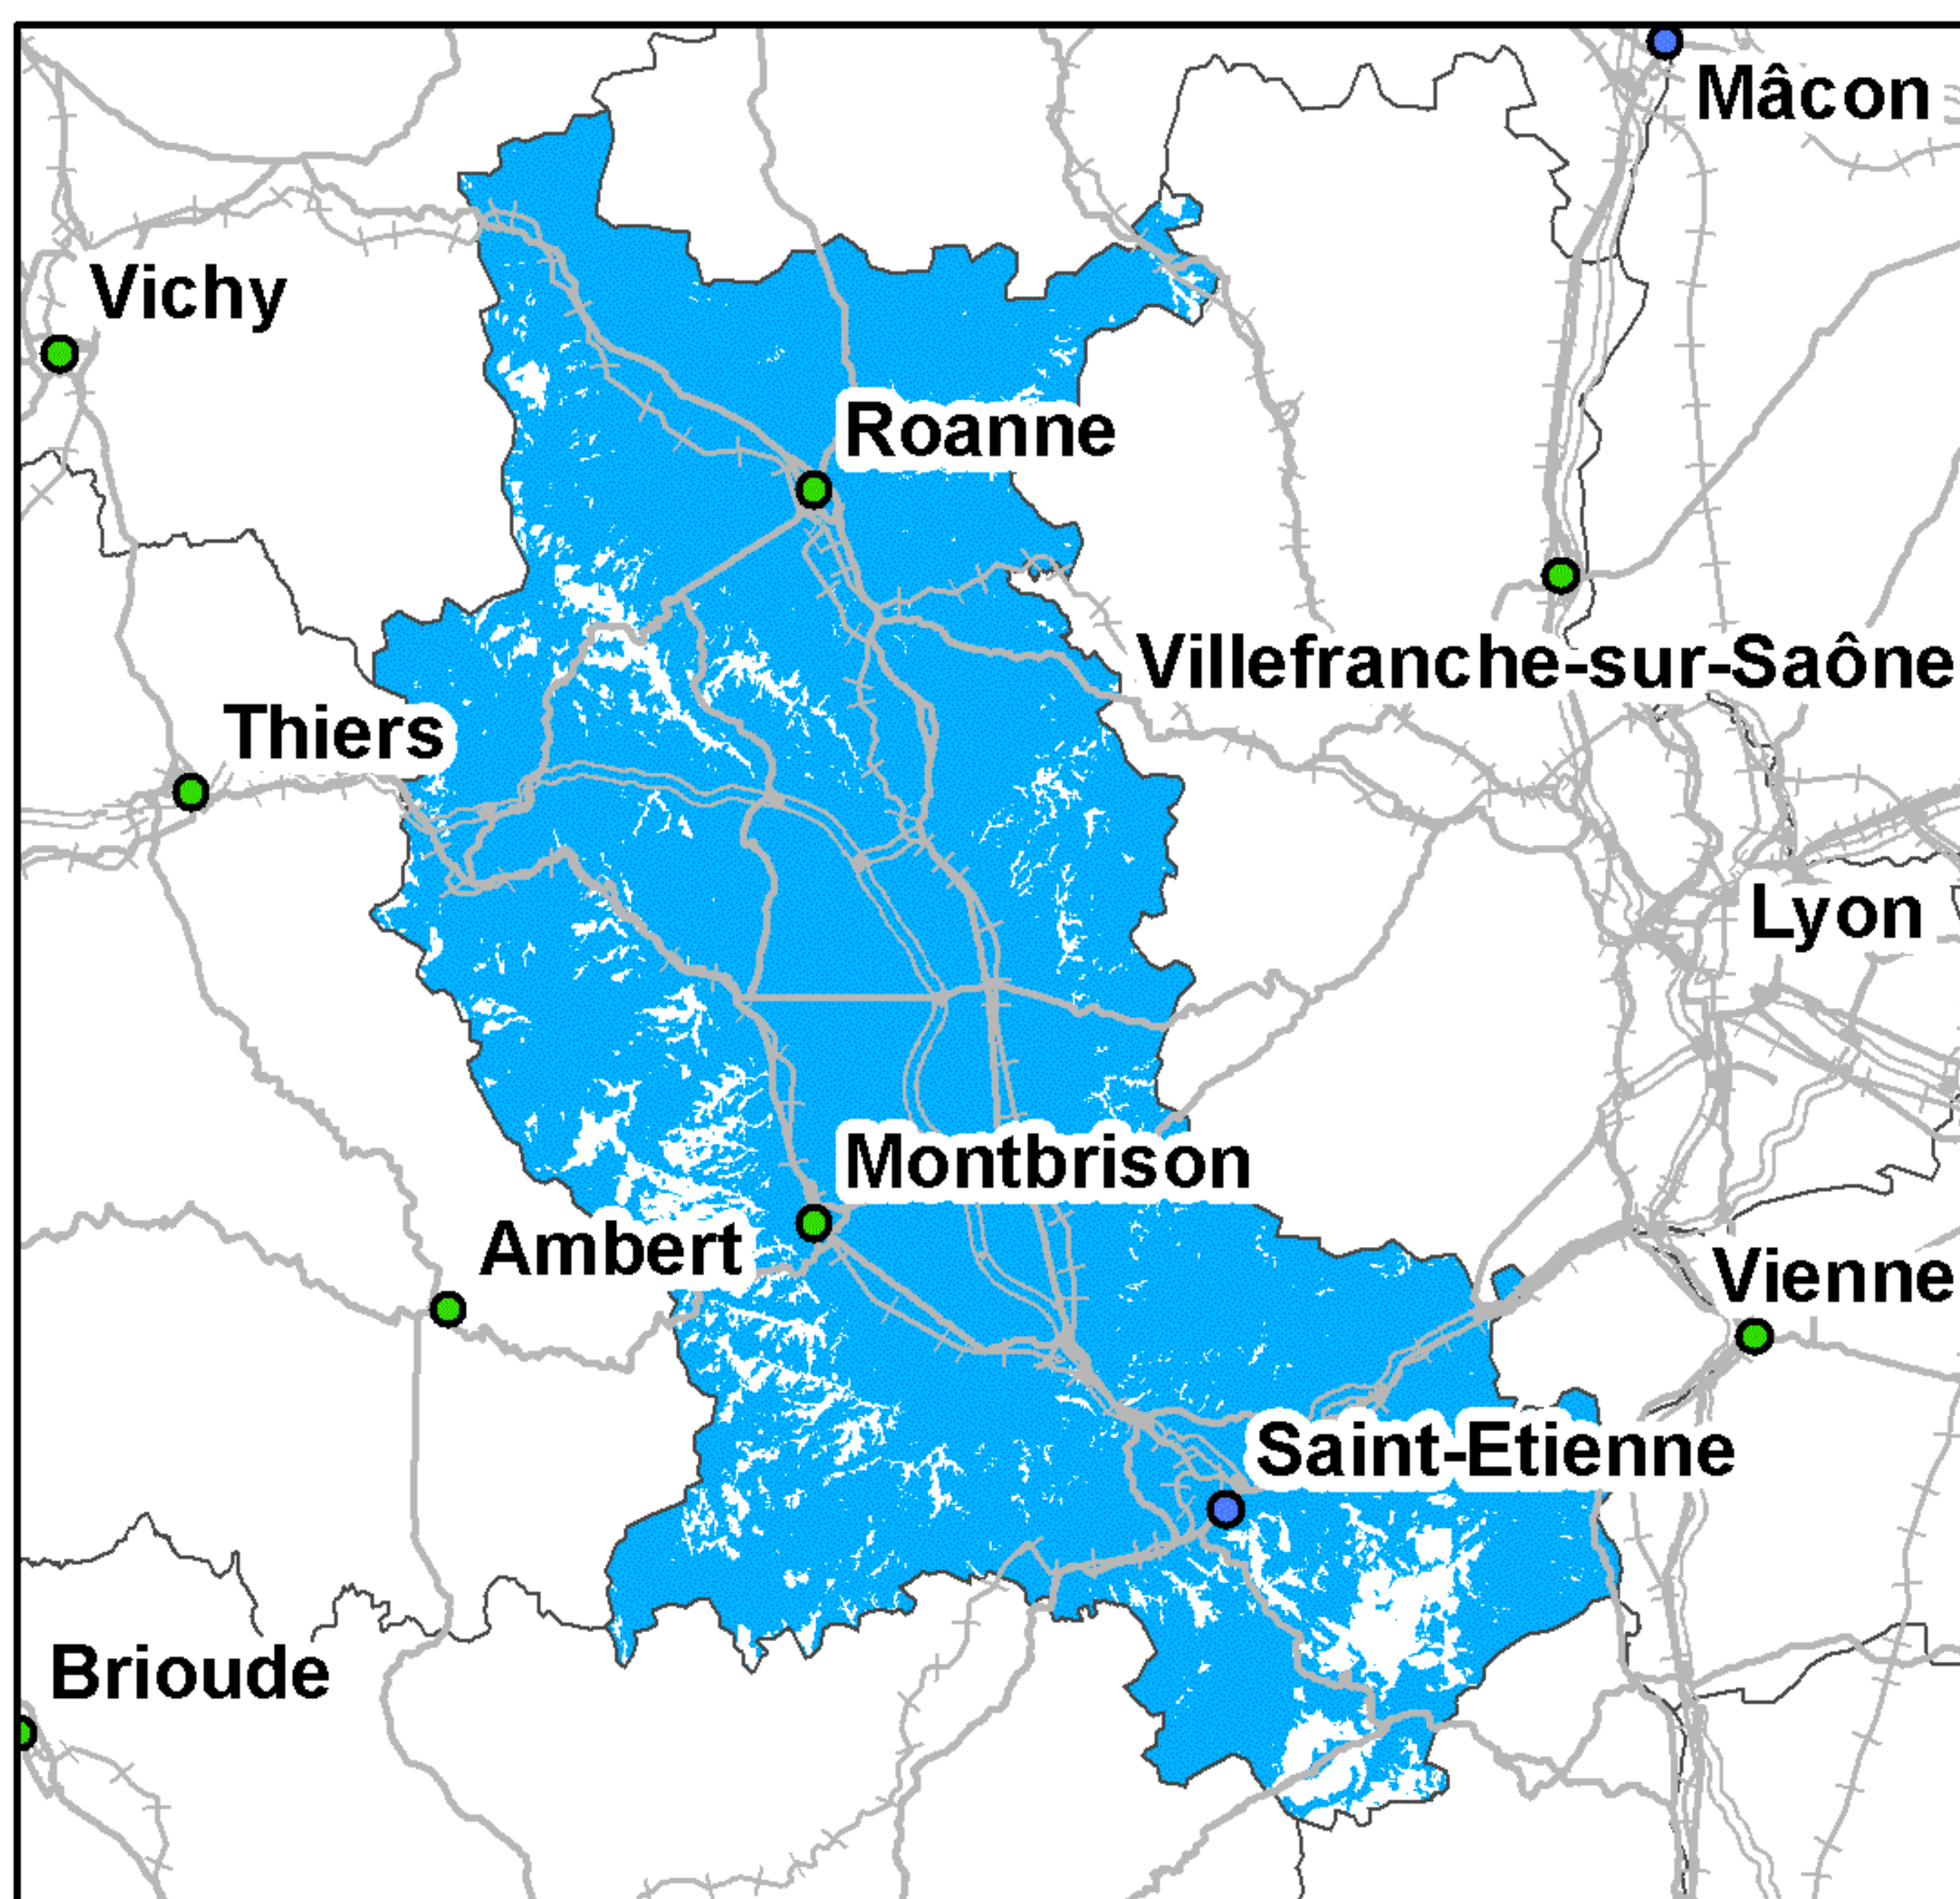 Mâcon
Vichy
Roanne
Villefranche-sur-Saône
Thiers
Lyon
Montbrison
Ambert
Vienne
Saint-Etienne
Brioude